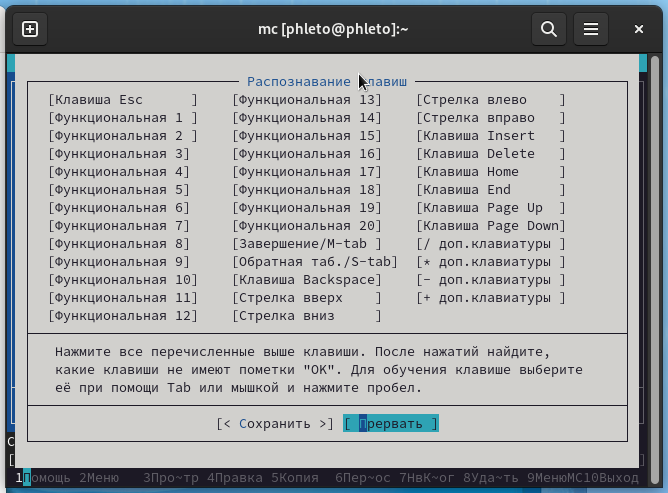 mc [phleto@phleto]:~
Распознавание клавиш
[Клавиша Esc      ] [Функциональная 13] [Стрелка влево    ]
[Функциональная 1 ] [Функциональная 14] [Стрелка вправо   ]
[Функциональная 2 ] [Функциональная 15] [Клавиша Insert   ]
[Функциональная 3] [Функциональная 16] [Клавиша Delete   ]
[Функциональная 4] [Функциональная 17] [Клавиша Home     ]
[Функциональная 5] [Функциональная 18] [Клавиша End      ]
[Функциональная 6] [Функциональная 19] [Клавиша Page Up  ]
[Функциональная 7] [Функциональная 20] [Клавиша Page Down]
[Функциональная 8] [Завершение/M-tab ] [/ доп.клавиатуры ]
[Функциональная 9] [Обратная таб./S-tab] [* доп.клавиатуры ]
[Функциональная 10] [Клавиша Backspace] [- доп.клавиатуры ]
[Функциональная 11] [Стрелка вверх    ] [+ доп.клавиатуры ]
[Функциональная 12] [Стрелка вниз     ]
Нажмите все перечисленные выше клавиши. После нажатий найдите,
какие клавиши не имеют пометки "OK". Для обучения клавише выберите
её при помощи Tab или мышкой и нажмите пробел.
[< Сохранить >] [ Прервать ]
С
[
1Помощь 2Меню 3Про~тр 4Правка 5Копия 6Пер~ос 7НвК~ог 8Уда~ть 9МенюMC10Выход